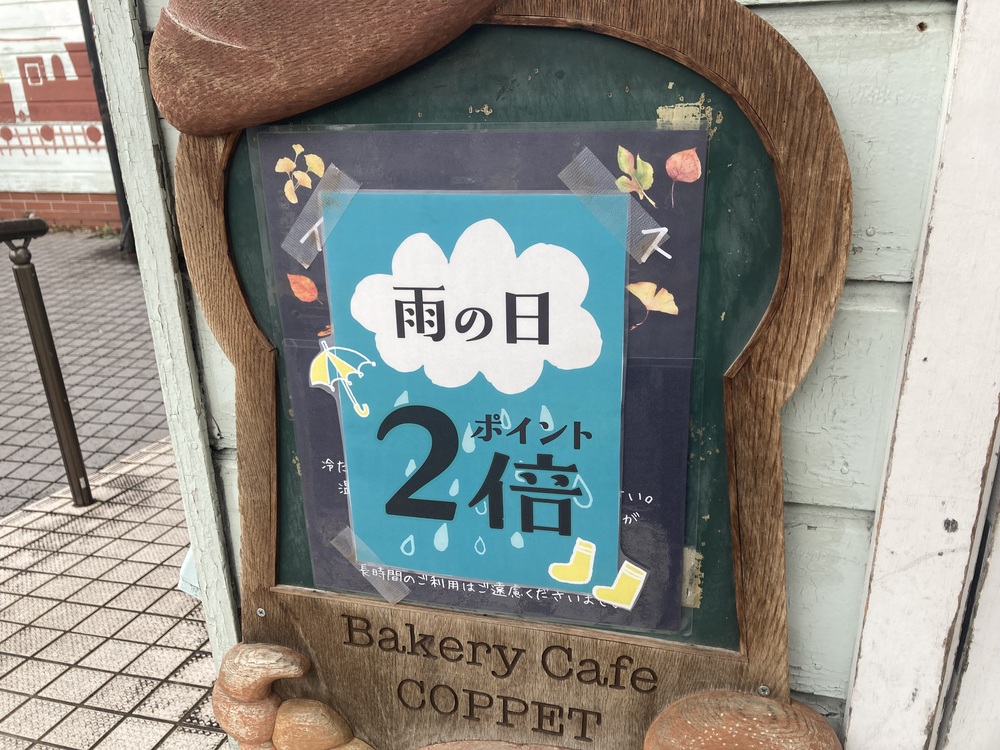 雨の日
2ポイント倍
長時間のご利用はご遠慮くださいませ。
Bakery Cafe
COPPET